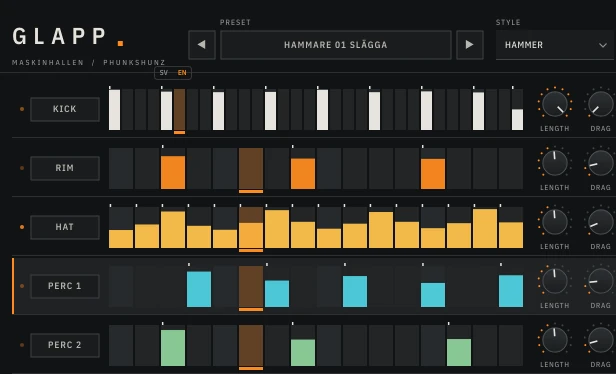 GLAPP.
MASKINHALLEN / PHUNKSHUNZ
SV EN
PRESET
◀ HAMMARE 01 SLÄGGA ▶
STYLE
HAMMER
KICK
LENGTH DRAG
RIM
LENGTH DRAG
HAT
LENGTH DRAG
PERC 1
LENGTH DRAG
PERC 2
LENGTH DRAG